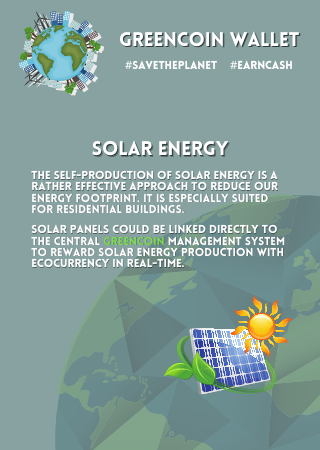 GREENCOIN WALLET
#SAVETHEPLANET #EARNCASH
SOLAR ENERGY
THE SELF-PRODUCTION OF SOLAR ENERGY IS A
RATHER EFFECTIVE APPROACH TO REDUCE OUR
ENERGY FOOTPRINT. IT IS ESPECIALLY SUITED
FOR RESIDENTIAL BUILDINGS.
SOLAR PANELS COULD BE LINKED DIRECTLY TO
THE CENTRAL GREENCOIN MANAGEMENT SYSTEM
TO REWARD SOLAR ENERGY PRODUCTION WITH
ECOCURRENCY IN REAL-TIME.